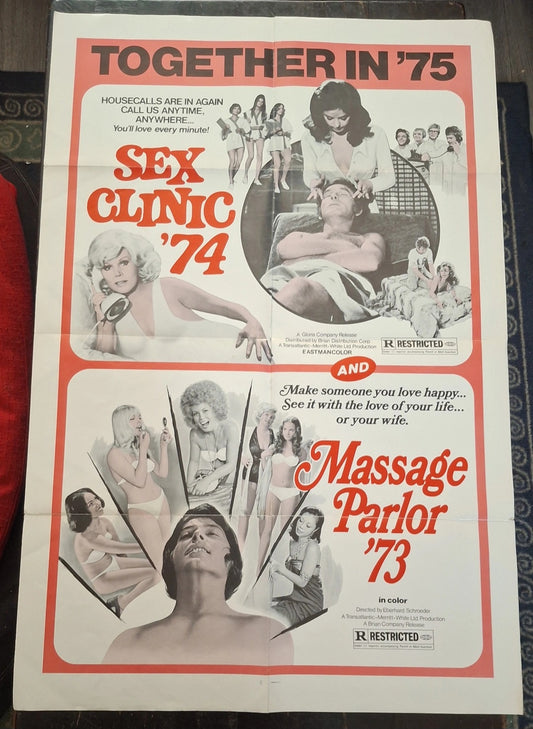 TOGETHER IN '75
HOUSECALLS ARE IN AGAIN
CALL US ANYTIME,
ANYWHERE...
You'll love every minute!
SEX
CLINIC
'74
A Gloria Company Release
Distributed by Brian Distribution Corp.
A Transatlantic-Merritt-White Ltd. Production
EASTMANCOLOR
R RESTRICTED
AND
Make someone you love happy...
See it with the love of your life...
or your wife.
Massage
Parlor
'73
in color
Directed by Eberhard Schroeder
A Transatlantic-Merritt-White Ltd. Production
A Brian Company Release
R RESTRICTED